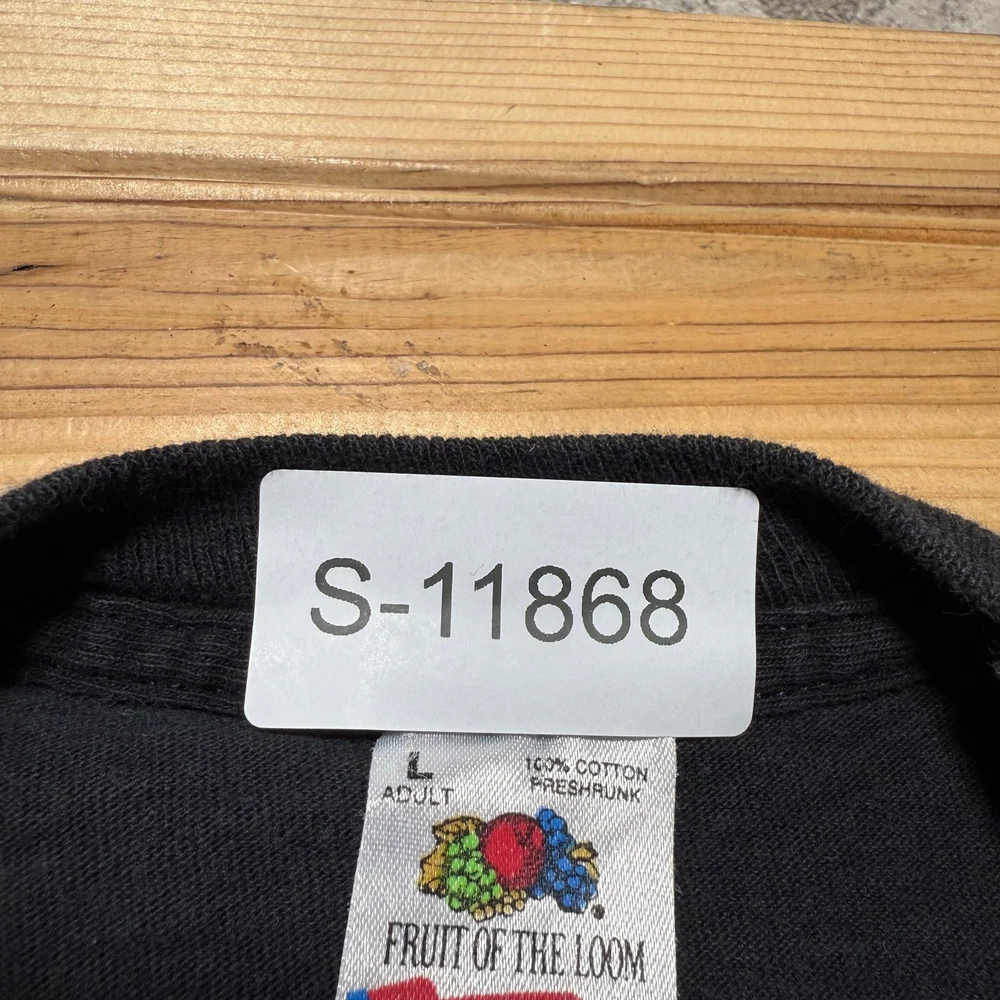 S-11868
L 100% COTTON
ADULT PRESHRUNK
FRUIT OF THE LOOM